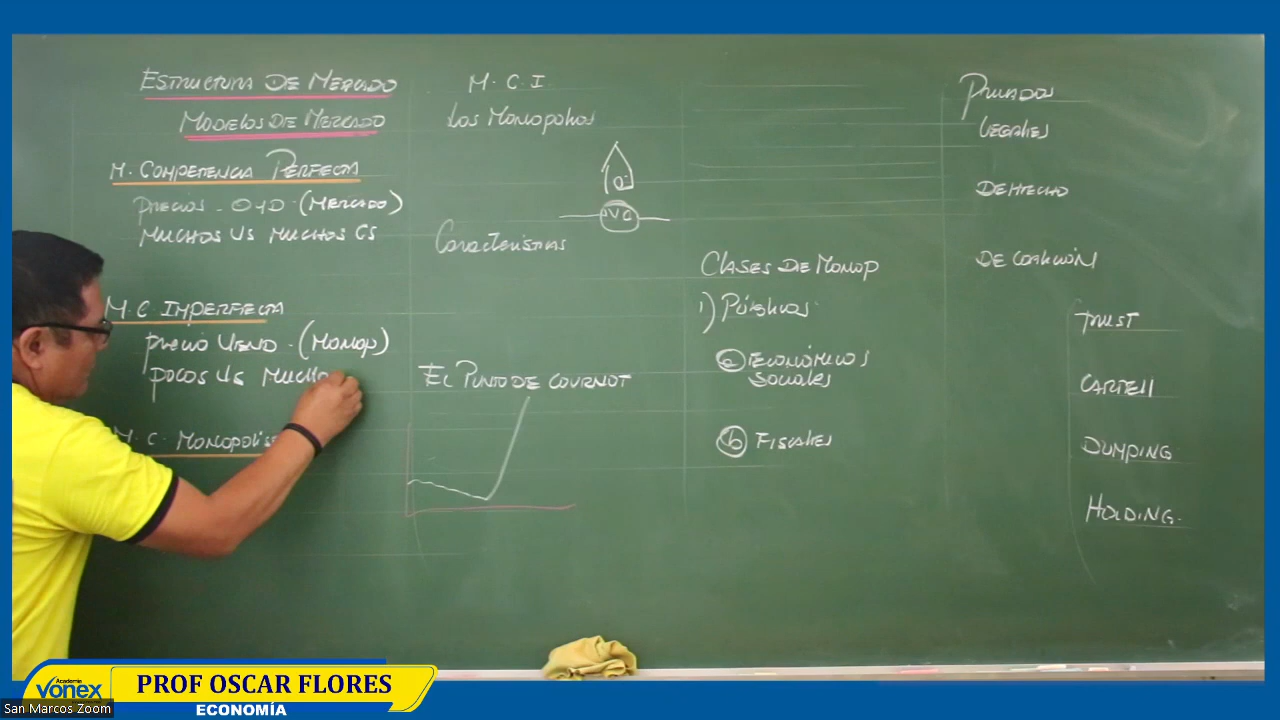 ESTRUCTURA DE MERCADO
MODELOS DE MERCADO
M. COMPETENCIA PERFECTA
PRECIOS - O Y D - (MERCADO)
MUCHOS VS MUCHOS CS
M. C. IMPERFECTA
PRECIO VEND - (MONOP)
POCOS VS MUCHO
M. C. MONOPOLIS
M. C. I
Los Monopolios
Características
EL PUNTO DE COURNOT
CLASES DE MONOP
1) Públicos
a ECONÓMICOS
SOCIALES
b FISCALES
PRIVADOS
LEGALES
DE HECHO
DE COALICIÓN
TRUST
CARTELL
DUMPING
HOLDING.
Academia
Vonex
PROF OSCAR FLORES
ECONOMÍA
San Marcos Zoom